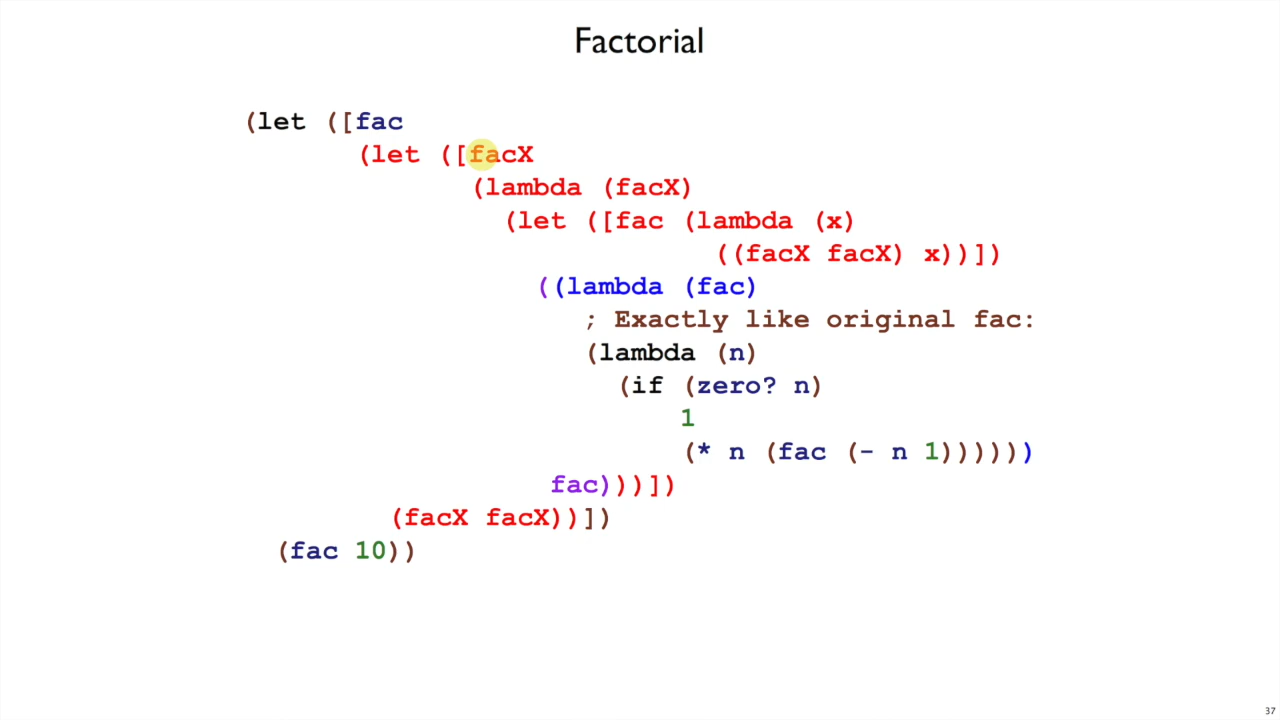 Factorial
(let ([fac
(let ([facX
(lambda (facX)
(let ([fac (lambda (x)
((facX facX) x))])
((lambda (fac)
; Exactly like original fac:
(lambda (n)
(if (zero? n)
1
(* n (fac (- n 1))))))
fac)))])
(facX facX))])
(fac 10))
37